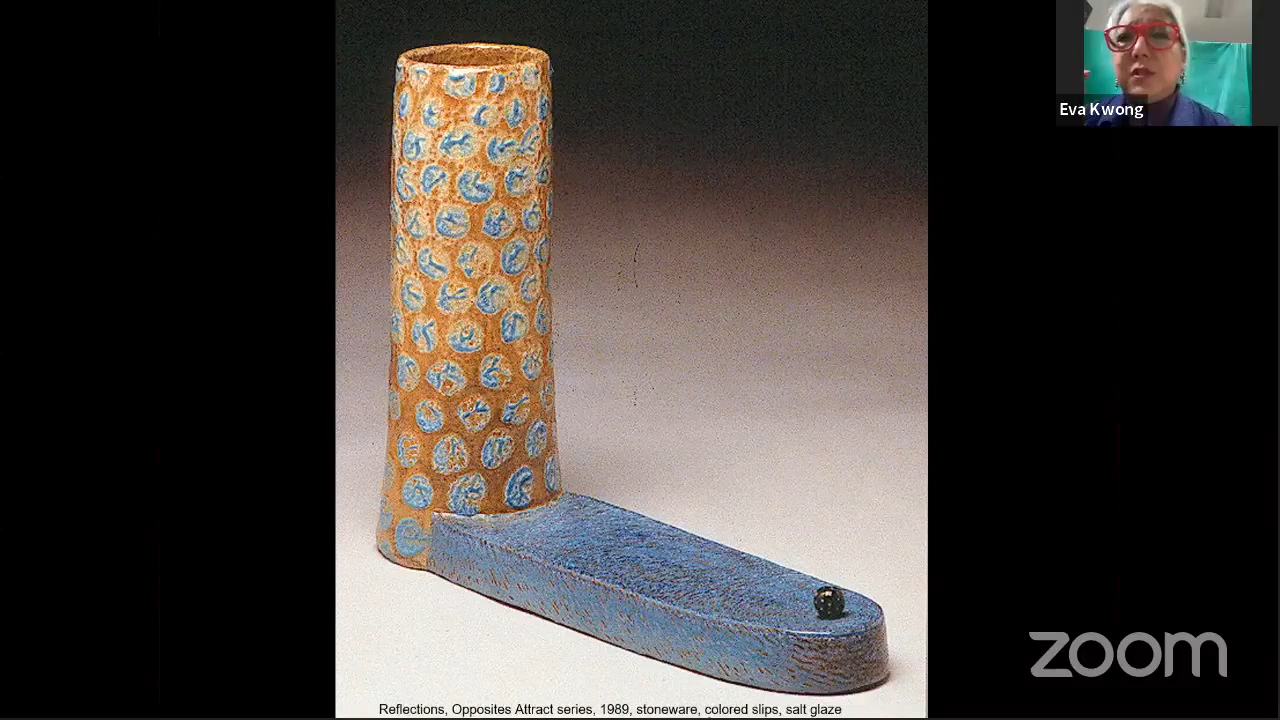 Eva Kwong
zoom
Reflections, Opposites Attract series, 1989, stoneware, colored slips, salt glaze